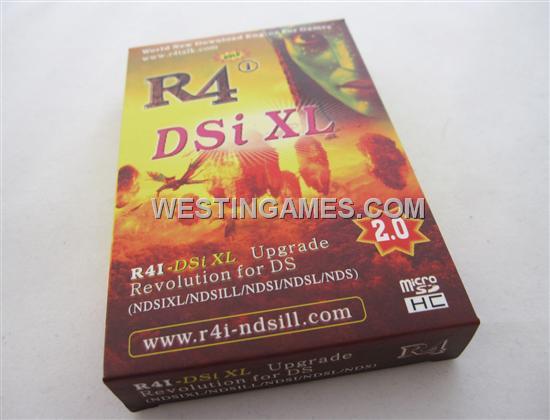 World New Download Engine For Games
www.r4isdk.com
R4 i
DSi XL
WESTINGAMES.COM
2.0
R4I-DSi XL Upgrade
Revolution for DS
(NDSIXL/NDSILL/NDSI/NDSL/NDS)
micro
SD
HC
www.r4i-ndsill.com
R4I-DSi XL Upgrade
Revolution for DS
(NDSIXL/NDSILL/NDSI/NDSL/NDS)
R4